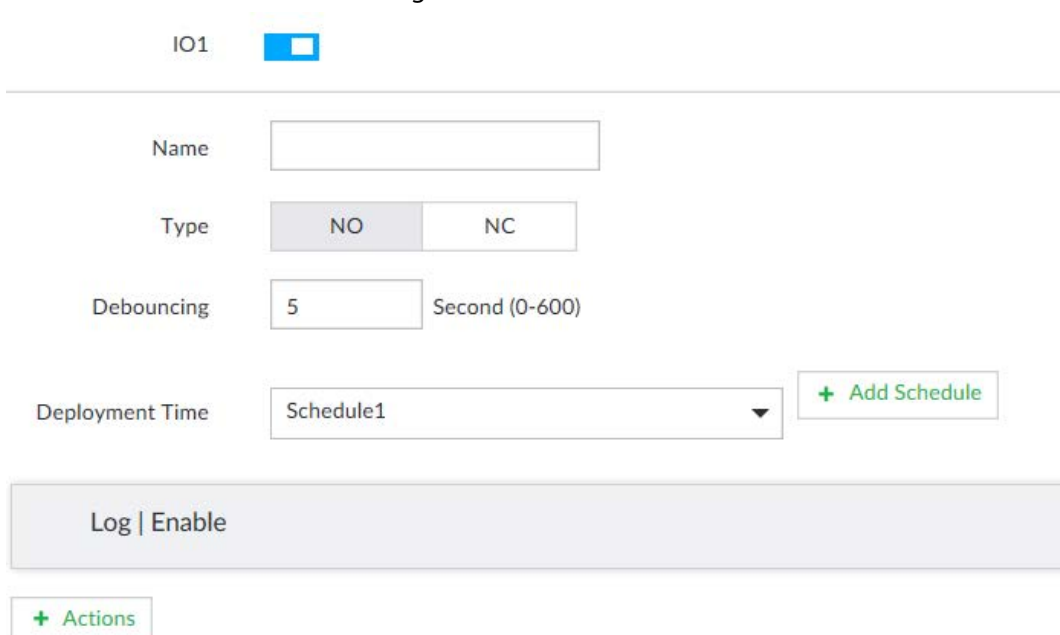 IO1
Name
Type NO NC
Debouncing 5 Second (0-600)
Deployment Time Schedule1 + Add Schedule
Log | Enable
+ Actions